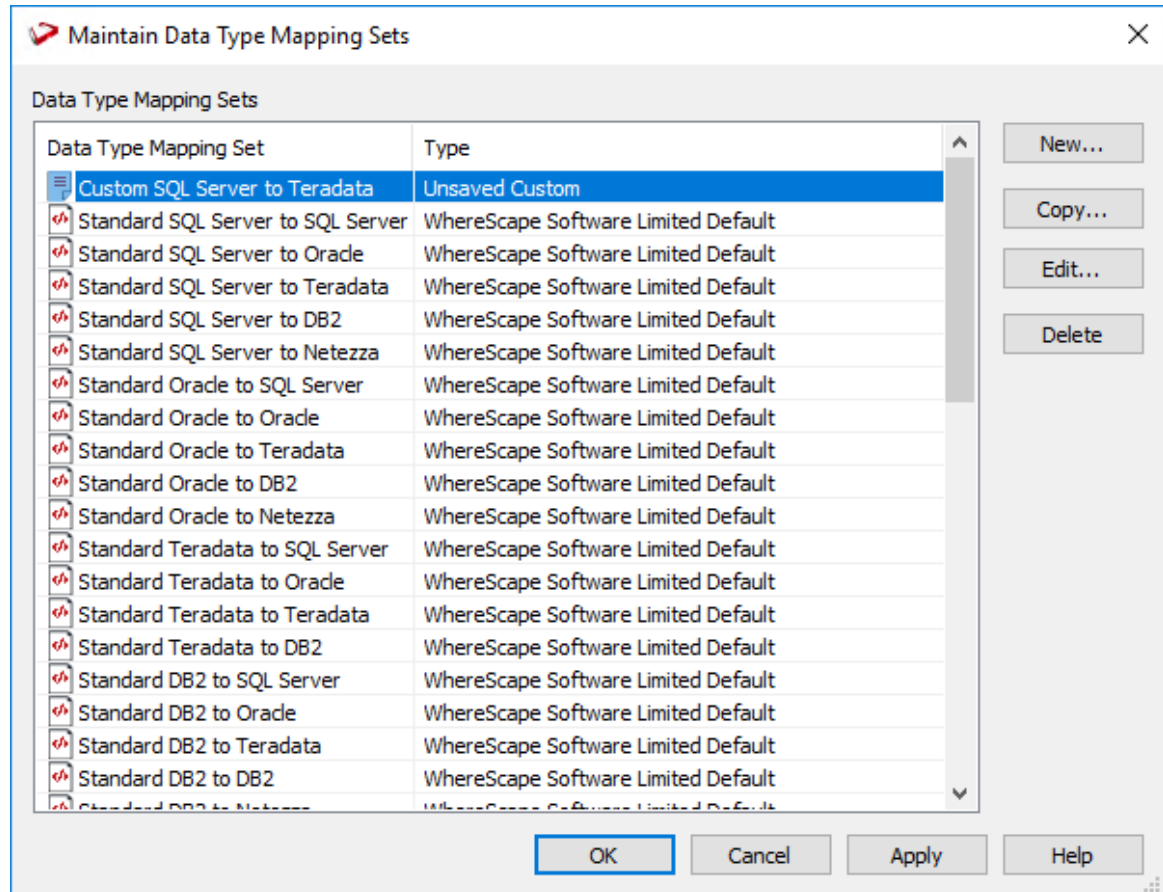 Maintain Data Type Mapping Sets
Data Type Mapping Sets
Data Type Mapping Set Type
Custom SQL Server to Teradata Unsaved Custom
Standard SQL Server to SQL Server WhereScape Software Limited Default
Standard SQL Server to Oracle WhereScape Software Limited Default
Standard SQL Server to Teradata WhereScape Software Limited Default
Standard SQL Server to DB2 WhereScape Software Limited Default
Standard SQL Server to Netezza WhereScape Software Limited Default
Standard Oracle to SQL Server WhereScape Software Limited Default
Standard Oracle to Oracle WhereScape Software Limited Default
Standard Oracle to Teradata WhereScape Software Limited Default
Standard Oracle to DB2 WhereScape Software Limited Default
Standard Oracle to Netezza WhereScape Software Limited Default
Standard Teradata to SQL Server WhereScape Software Limited Default
Standard Teradata to Oracle WhereScape Software Limited Default
Standard Teradata to Teradata WhereScape Software Limited Default
Standard Teradata to DB2 WhereScape Software Limited Default
Standard DB2 to SQL Server WhereScape Software Limited Default
Standard DB2 to Oracle WhereScape Software Limited Default
Standard DB2 to Teradata WhereScape Software Limited Default
Standard DB2 to DB2 WhereScape Software Limited Default
Standard DB2 to Netezza WhereScape Software Limited Default
New...
Copy...
Edit...
Delete
OK Cancel Apply Help